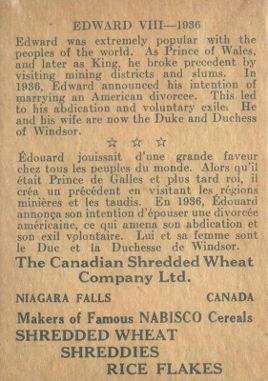 EDWARD VIII—1936
Edward was extremely popular with the
peoples of the world. As Prince of Wales,
and later as King, he broke precedent by
visiting mining districts and slums. In
1936, Edward announced his intention of
marrying an American divorcee. This led
to his abdication and voluntary exile. He
and his wife are now the Duke and Duchess
of Windsor.
☆ ☆ ☆
Édouard jouissait d'une grande faveur
chez tous les peuples du monde. Alors qu'il
était Prince de Galles et plus tard roi, il
créa un précédent en visitant les régions
minières et les taudis. En 1936, Édouard
annonça son intention d'épouser une divorcée
américaine, ce qui amena son abdication et
son exil volontaire. Lui et sa femme sont
le Duc et la Duchesse de Windsor.
The Canadian Shredded Wheat
Company Ltd.
NIAGARA FALLS CANADA
Makers of Famous NABISCO Cereals
SHREDDED WHEAT
SHREDDIES
RICE FLAKES